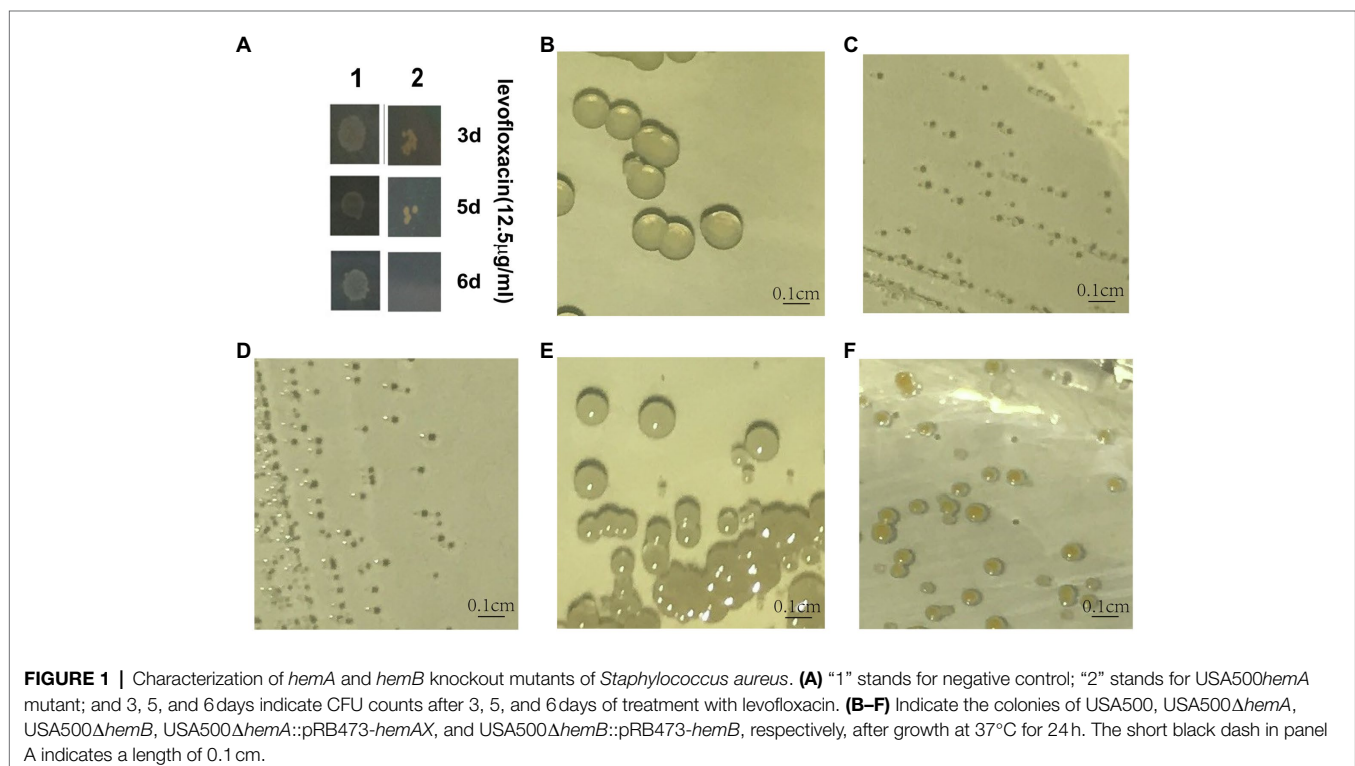 A
B
C
1
2
levofloxacin(12.5μg/ml)
3d
5d
6d
0.1cm
0.1cm
D
E
F
0.1cm
0.1cm
0.1cm
FIGURE 1 | Characterization of hemA and hemB knockout mutants of Staphylococcus aureus. (A) “1” stands for negative control; “2” stands for USA500hemA
mutant; and 3, 5, and 6 days indicate CFU counts after 3, 5, and 6 days of treatment with levofloxacin. (B–F) Indicate the colonies of USA500, USA500ΔhemA,
USA500ΔhemB, USA500ΔhemA::pRB473-hemAX, and USA500ΔhemB::pRB473-hemB, respectively, after growth at 37°C for 24 h. The short black dash in panel
A indicates a length of 0.1 cm.